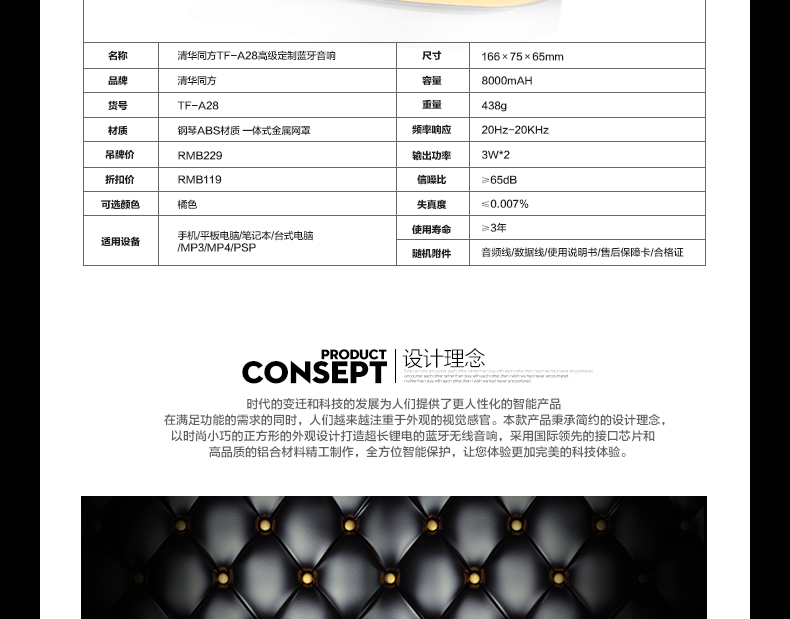 名称 清华同方TF-A28高级定制蓝牙音响 尺寸 166×75×65mm
品牌 清华同方 容量 8000mAH
货号 TF-A28 重量 438g
材质 钢琴ABS材质 一体式金属网罩 频率响应 20Hz-20KHz
吊牌价 RMB229 输出功率 3W*2
折扣价 RMB119 信噪比 ≥65dB
可选颜色 橘色 失真度 ≤0.007%
适用设备 手机/平板电脑/笔记本/台式电脑
/MP3/MP4/PSP
使用寿命 ≥3年
随机附件 音频线/数据线/使用说明书/售后保障卡/合格证
PRODUCT
CONSEPT
设计理念
时代的变迁和科技的发展为人们提供了更人性化的智能产品
在满足功能的需求的同时，人们越来越注重于外观的视觉感官。本款产品秉承简约的设计理念，
以时尚小巧的正方形的外观设计打造超长锂电的蓝牙无线音响，采用国际领先的接口芯片和
高品质的铝合材料精工制作，全方位智能保护，让您体验更加完美的科技体验。